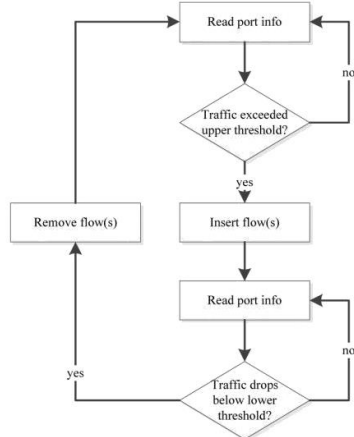 Read port info
no
Traffic exceeded
upper threshold?
yes
Remove flow(s)
Insert flow(s)
Read port info
no
yes
Traffic drops
below lower
threshold?